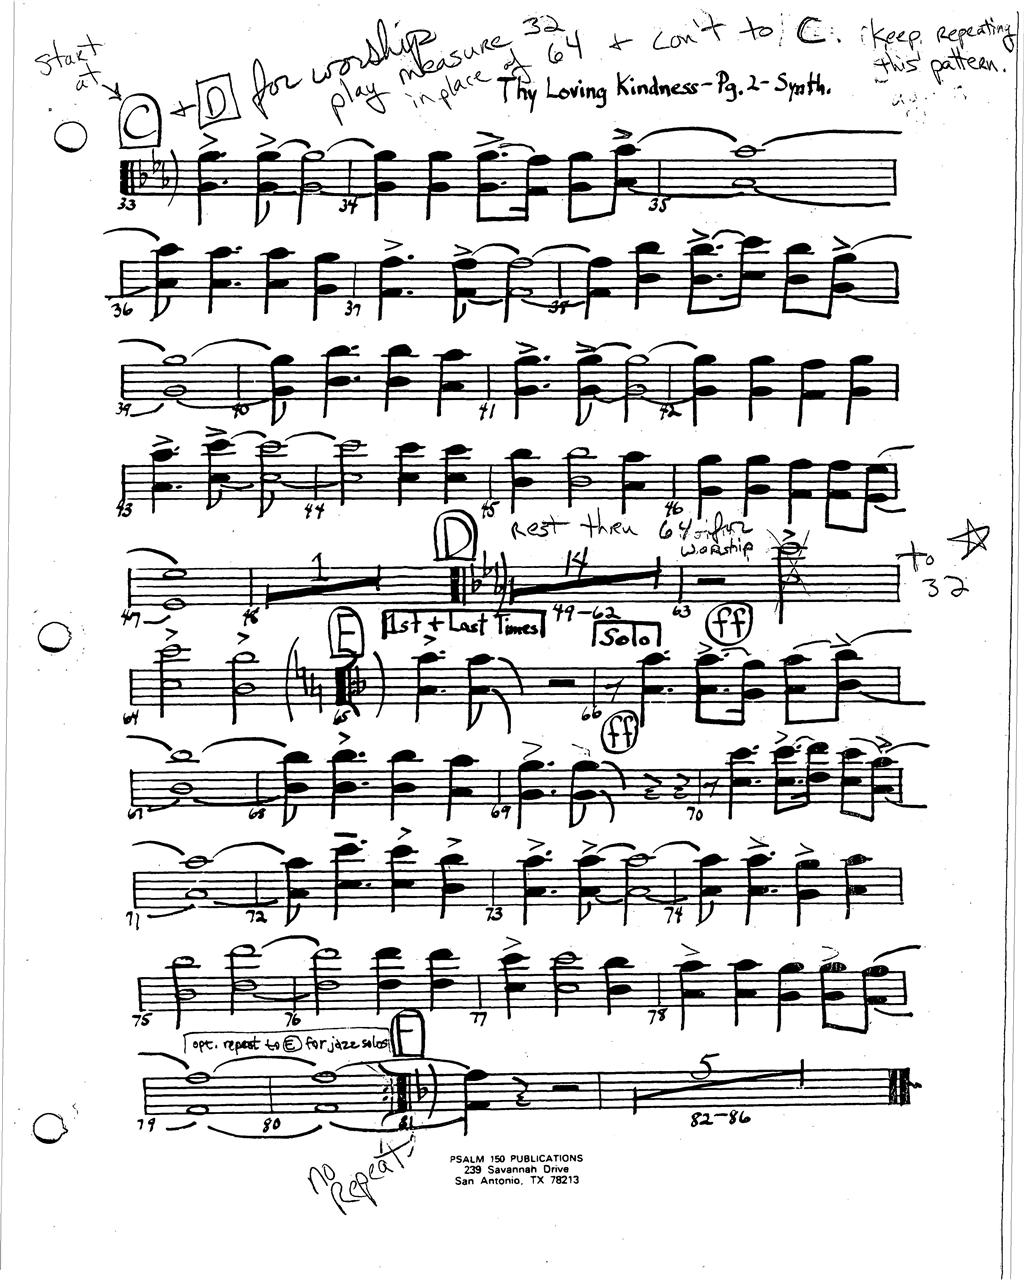 start at C + D for worship
play measure 32
in place of 64 + con't to C.
Keep repeating
this pattern.
Thy Loving Kindness-Pg. 2-Synth.
33 34 35
36 37 38
39 40 41 42
43 44 45 46
D
Rest thru 64 if for
worship
47 48 1 14 49-62 63
to
32
E
1st + Last Times
Solo
ff
64 65 66
ff
67 68 69 70
71 72 73 74
75 76 77 78
opt. repeat to E for jazz solos
F
79 80 81 5 82-86
no
Repeat
PSALM 150 PUBLICATIONS
239 Savannah Drive
San Antonio, TX 78213